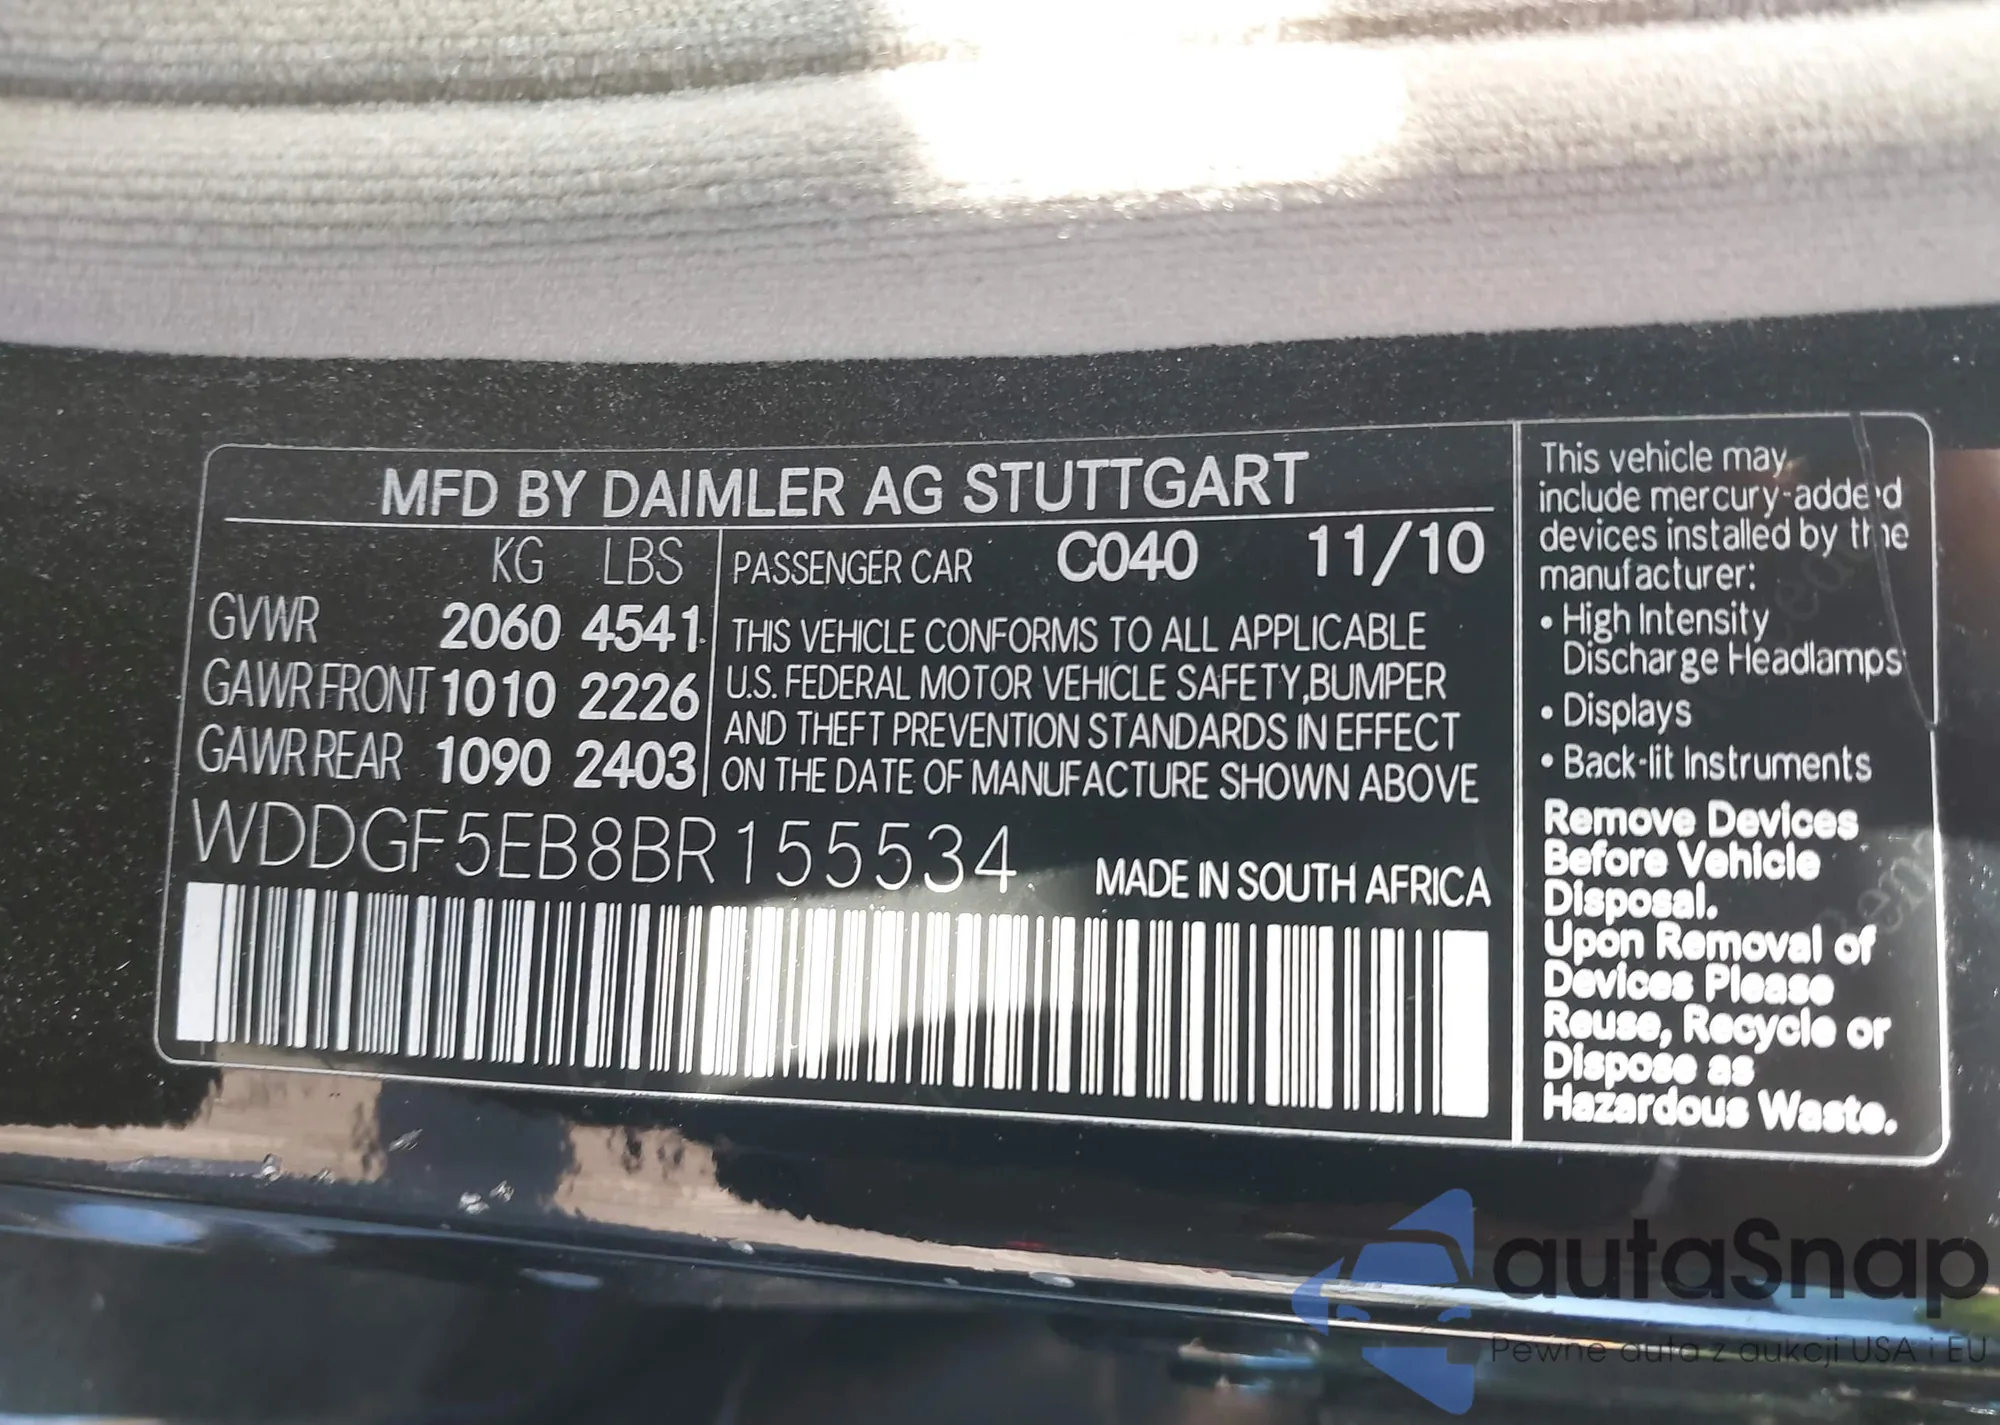 MFD BY DAIMLER AG STUTTGART
KG LBS
GVWR 2060 4541
GAWR FRONT 1010 2226
GAWR REAR 1090 2403
PASSENGER CAR C040 11/10
THIS VEHICLE CONFORMS TO ALL APPLICABLE
U.S. FEDERAL MOTOR VEHICLE SAFETY,BUMPER
AND THEFT PREVENTION STANDARDS IN EFFECT
ON THE DATE OF MANUFACTURE SHOWN ABOVE
WDDGF5EB8BR155534
MADE IN SOUTH AFRICA
This vehicle may
include mercury-added
devices installed by the
manufacturer:
• High Intensity
Discharge Headlamps
• Displays
• Back-lit Instruments
Remove Devices
Before Vehicle
Disposal.
Upon Removal of
Devices Please
Reuse, Recycle or
Dispose as
Hazardous Waste.
autaSnap
Pewne auta z aukcji USA i EU